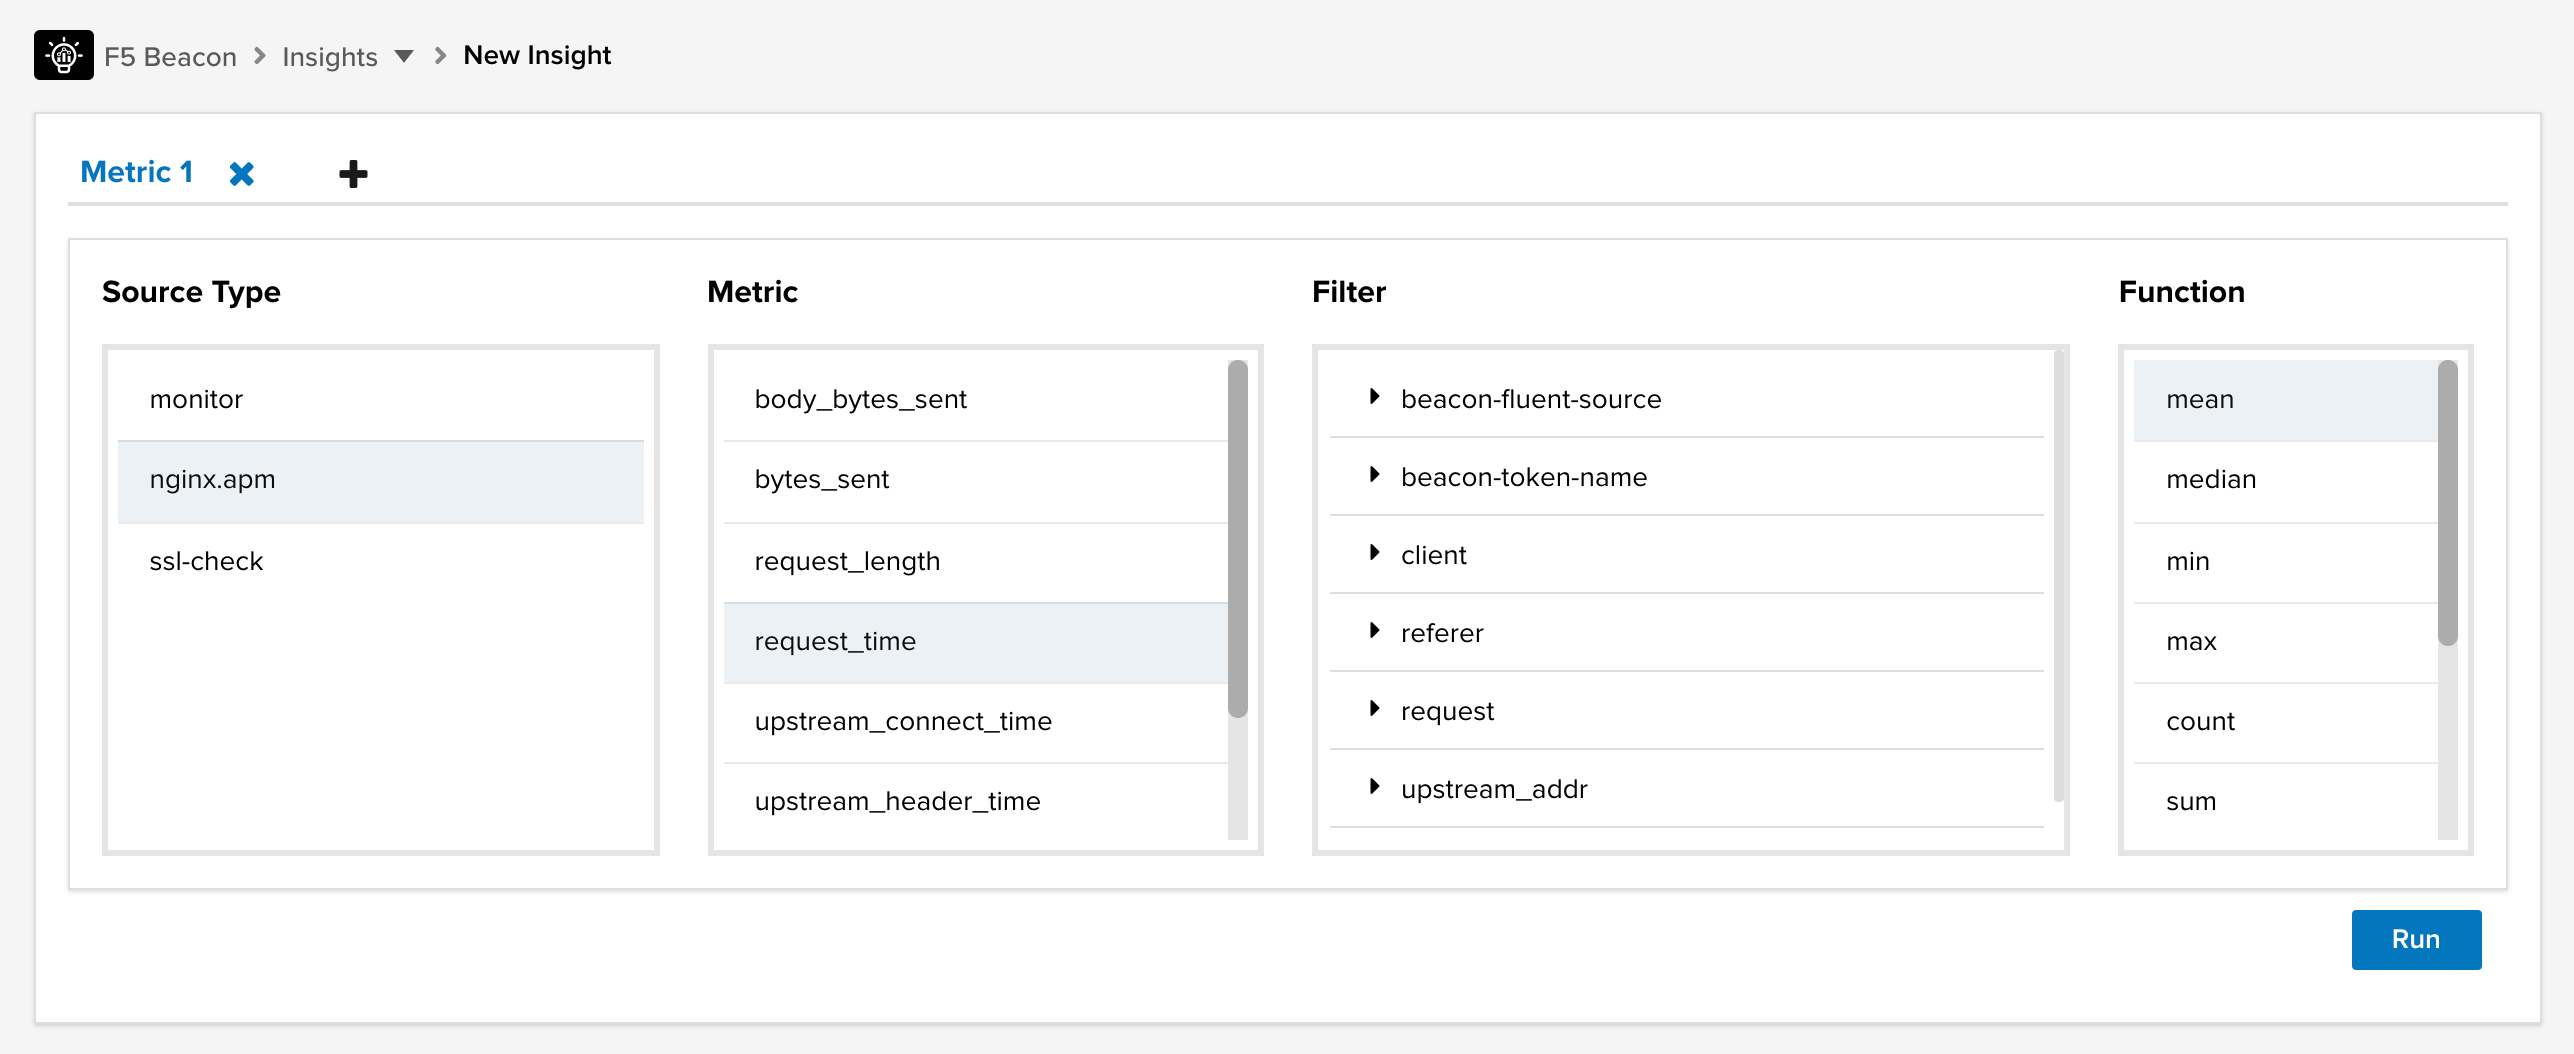 F5 Beacon > Insights > New Insight
Metric 1
Source Type
monitor
nginx.apm
ssl-check
Metric
body_bytes_sent
bytes_sent
request_length
request_time
upstream_connect_time
upstream_header_time
Filter
beacon-fluent-source
beacon-token-name
client
referer
request
upstream_addr
Function
mean
median
min
max
count
sum
Run